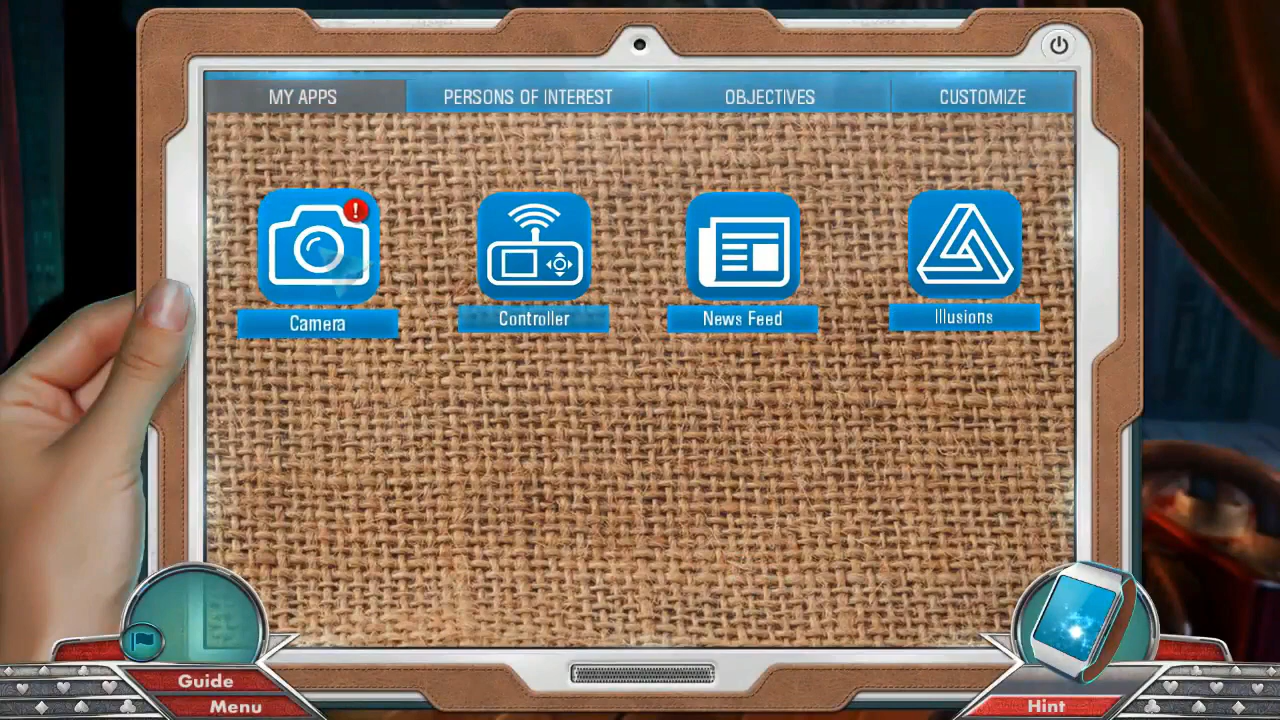 MY APPS
PERSONS OF INTEREST
OBJECTIVES
CUSTOMIZE
!
Camera
Controller
News Feed
Illusions
Guide
Menu
Hint